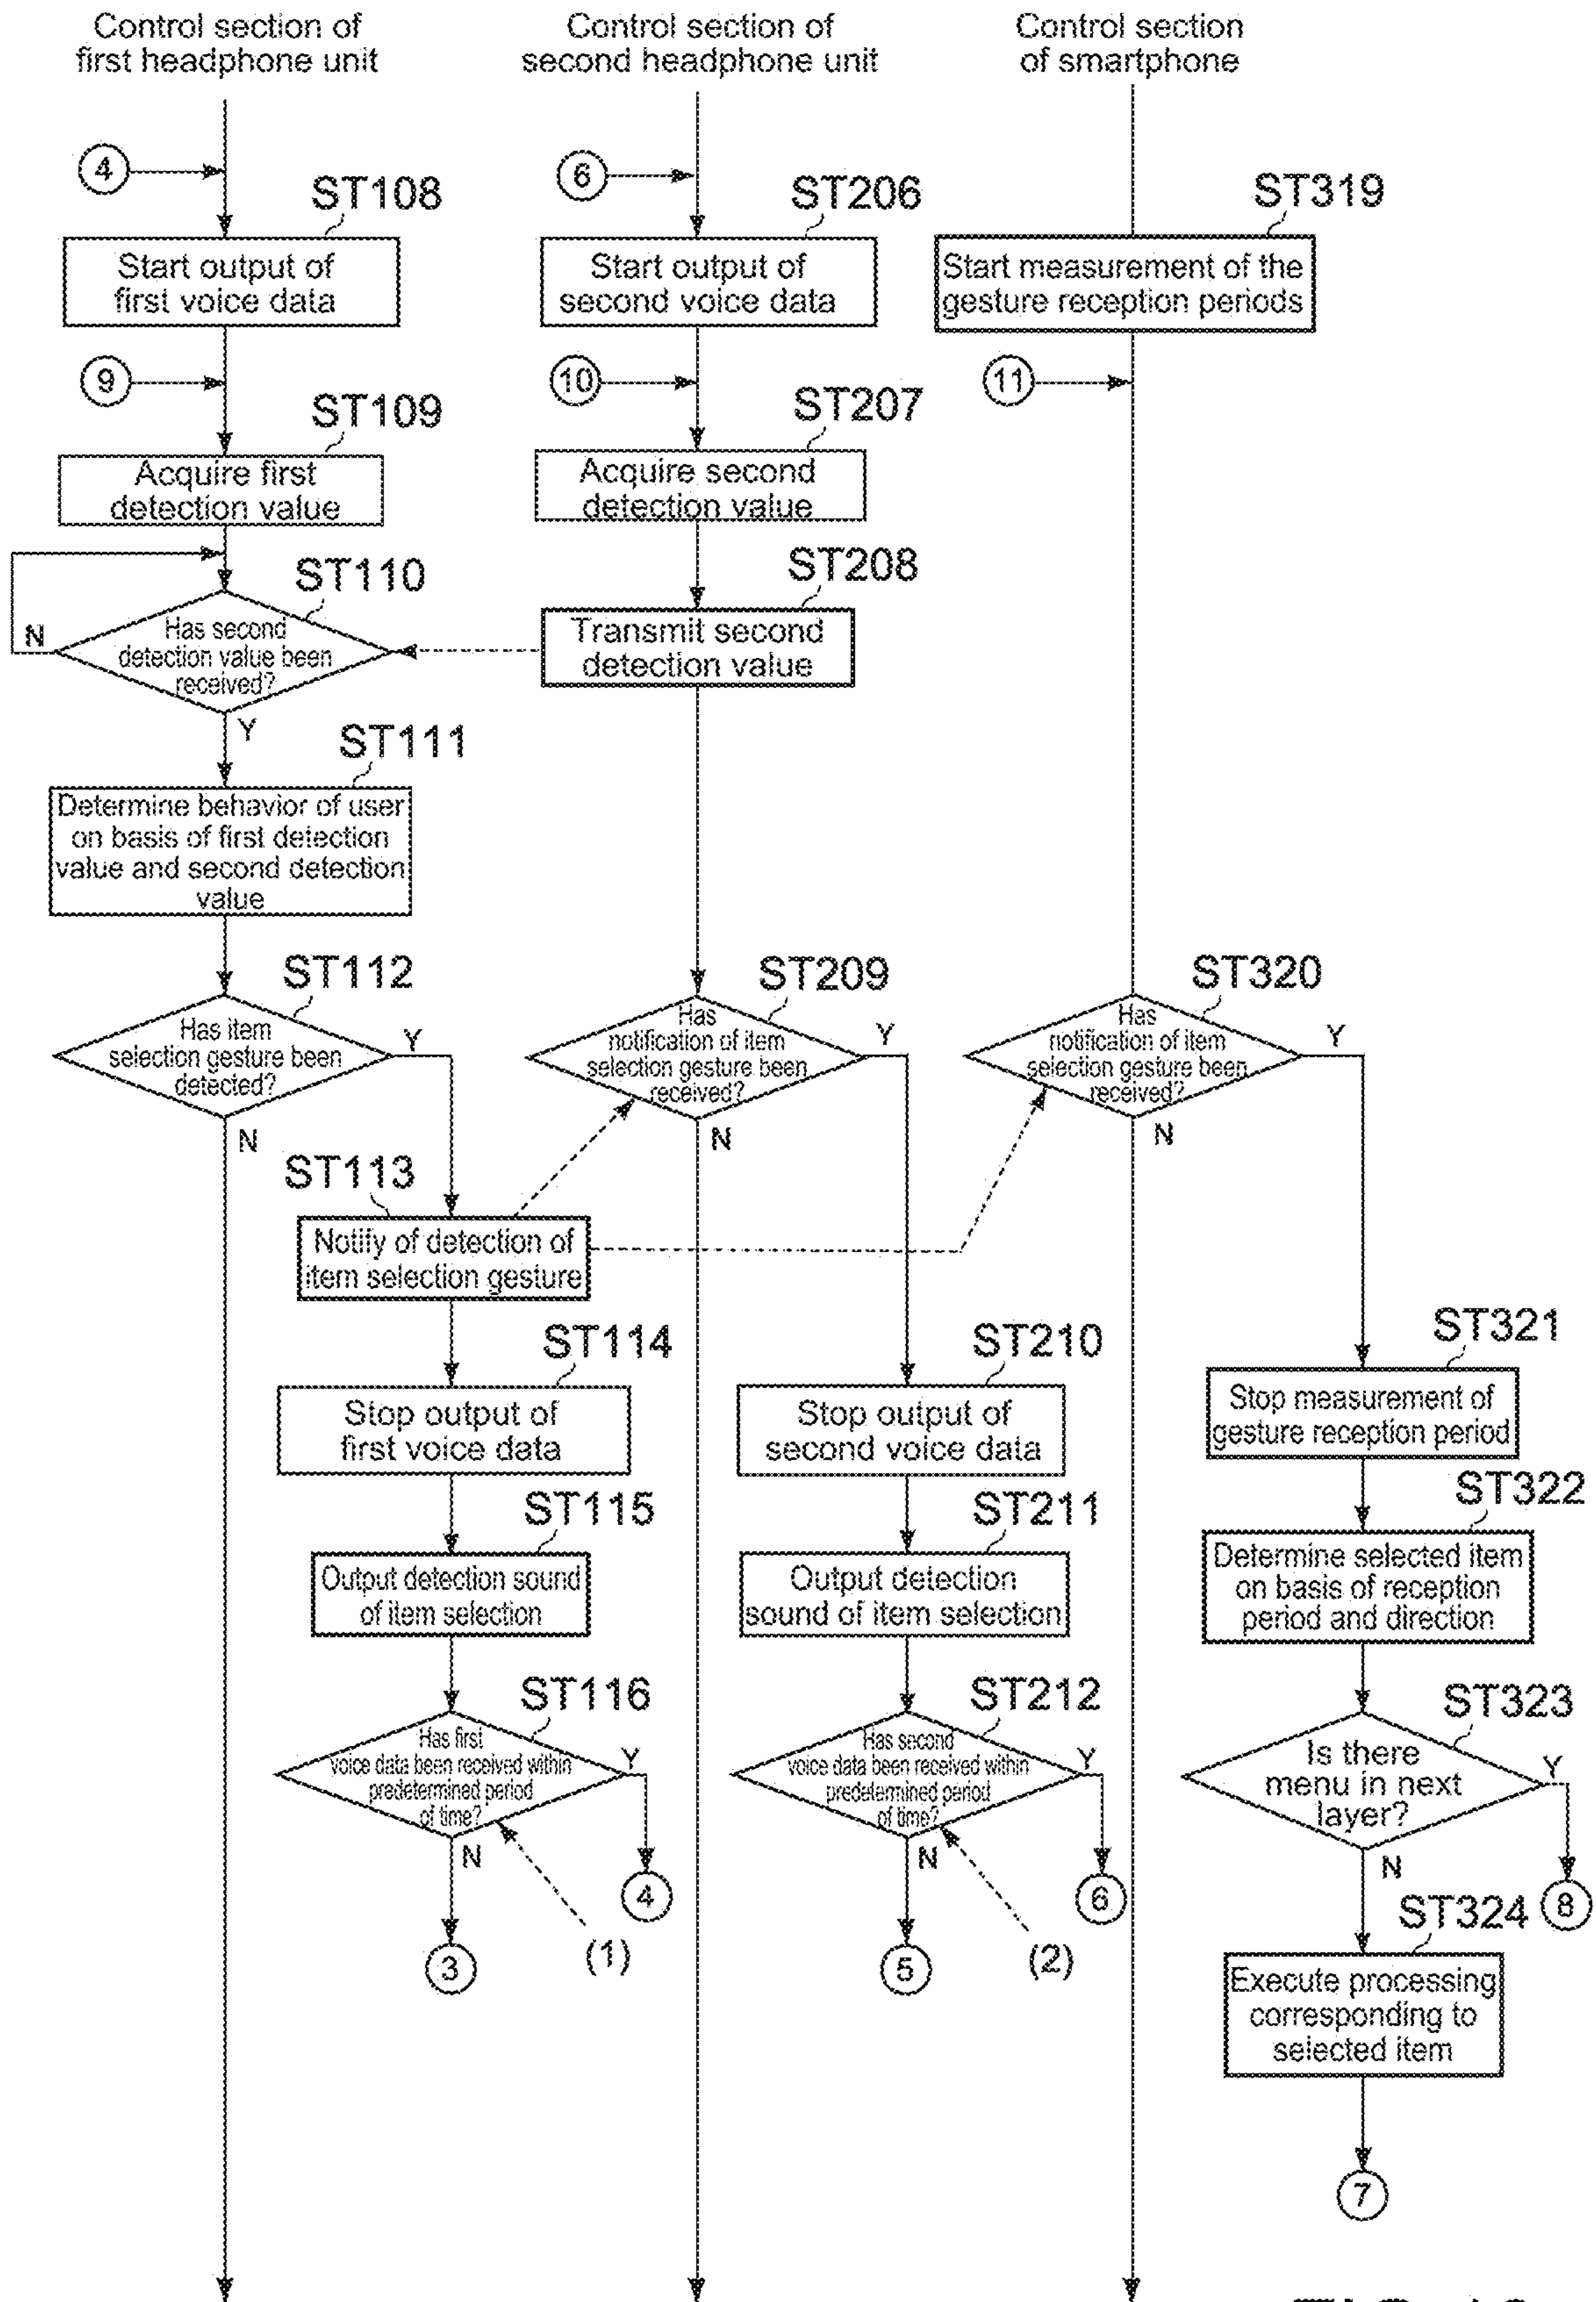 Control section of
first headphone unit
Control section of
second headphone unit
Control section
of smartphone
4
6
ST108
ST206
ST319
Start output of
first voice data
Start output of
second voice data
Start measurement of the
gesture reception periods
9
10
11
ST109
ST207
Acquire first
detection value
Acquire second
detection value
ST110
ST208
N
Has second
detection value been
received?
Transmit second
detection value
Y
ST111
Determine behavior of user
on basis of first detection
value and second detection
value
ST112
ST209
ST320
Has item
selection gesture been
detected?
Y
Has
notification of item
selection gesture been
received?
Y
Has
notification of item
selection gesture been
received?
Y
N
N
N
ST113
Notify of detection of
item selection gesture
ST114
ST210
ST321
Stop output of
first voice data
Stop output of
second voice data
Stop measurement of
gesture reception period
ST115
ST211
ST322
Output detection sound
of item selection
Output detection
sound of item selection
Determine selected item
on basis of reception
period and direction
ST116
ST212
ST323
Has first
voice data been received within
predetermined period
of time?
Y
Has second
voice data been received within
predetermined period
of time?
Y
Is there
menu in next
layer?
Y
N
N
N
4
6
8
ST324
3
(1)
5
(2)
Execute processing
corresponding to
selected item
7